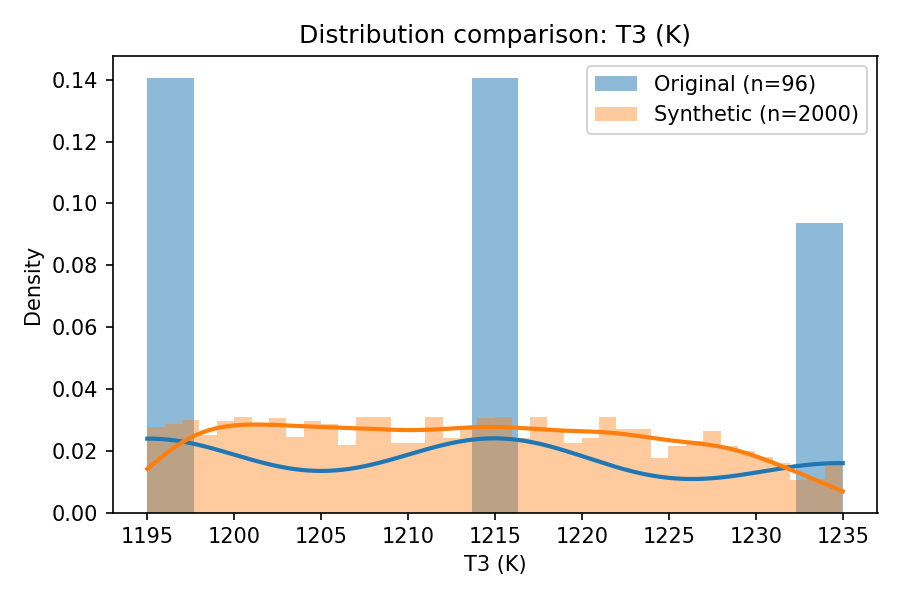 Distribution comparison: T3 (K)
Original (n=96)
Synthetic (n=2000)
Density
0.14
0.12
0.10
0.08
0.06
0.04
0.02
0.00
1195 1200 1205 1210 1215 1220 1225 1230 1235
T3 (K)